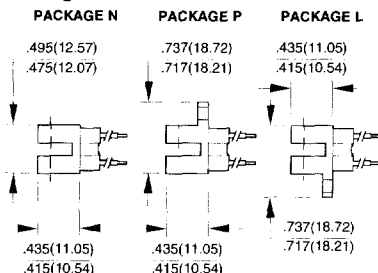 PACKAGE N PACKAGE P PACKAGE L
.495(12.57) .737(18.72) .435(11.05)
.475(12.07) .717(18.21) .415(10.54)
.737(18.72)
.717(18.21)
.435(11.05) .435(11.05)
.415(10.54) .415(10.54)